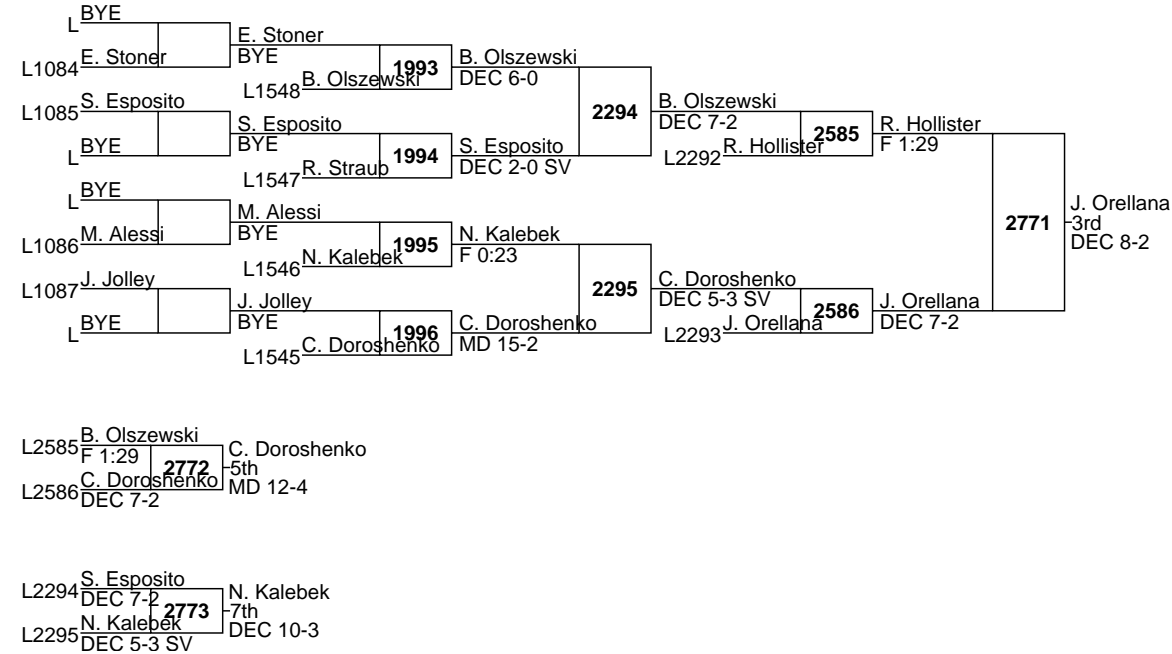 BYE
L
E. Stoner
L1084
E. Stoner
BYE
B. Olszewski
L1548
1993
B. Olszewski
DEC 6-0
S. Esposito
L1085
BYE
L
S. Esposito
BYE
R. Straub
L1547
1994
S. Esposito
DEC 2-0 SV
2294
B. Olszewski
DEC 7-2
R. Hollister
L2292
2585
R. Hollister
F 1:29
BYE
L
M. Alessi
L1086
M. Alessi
BYE
N. Kalebek
L1546
1995
N. Kalebek
F 0:23
J. Jolley
L1087
BYE
L
J. Jolley
BYE
C. Doroshenko
L1545
1996
C. Doroshenko
MD 15-2
2295
C. Doroshenko
DEC 5-3 SV
J. Orellana
L2293
2586
J. Orellana
DEC 7-2
2771
J. Orellana
3rd
DEC 8-2
B. Olszewski
L2585
F 1:29
C. Doroshenko
L2586
DEC 7-2
2772
C. Doroshenko
5th
MD 12-4
S. Esposito
L2294
DEC 7-2
N. Kalebek
L2295
DEC 5-3 SV
2773
N. Kalebek
7th
DEC 10-3